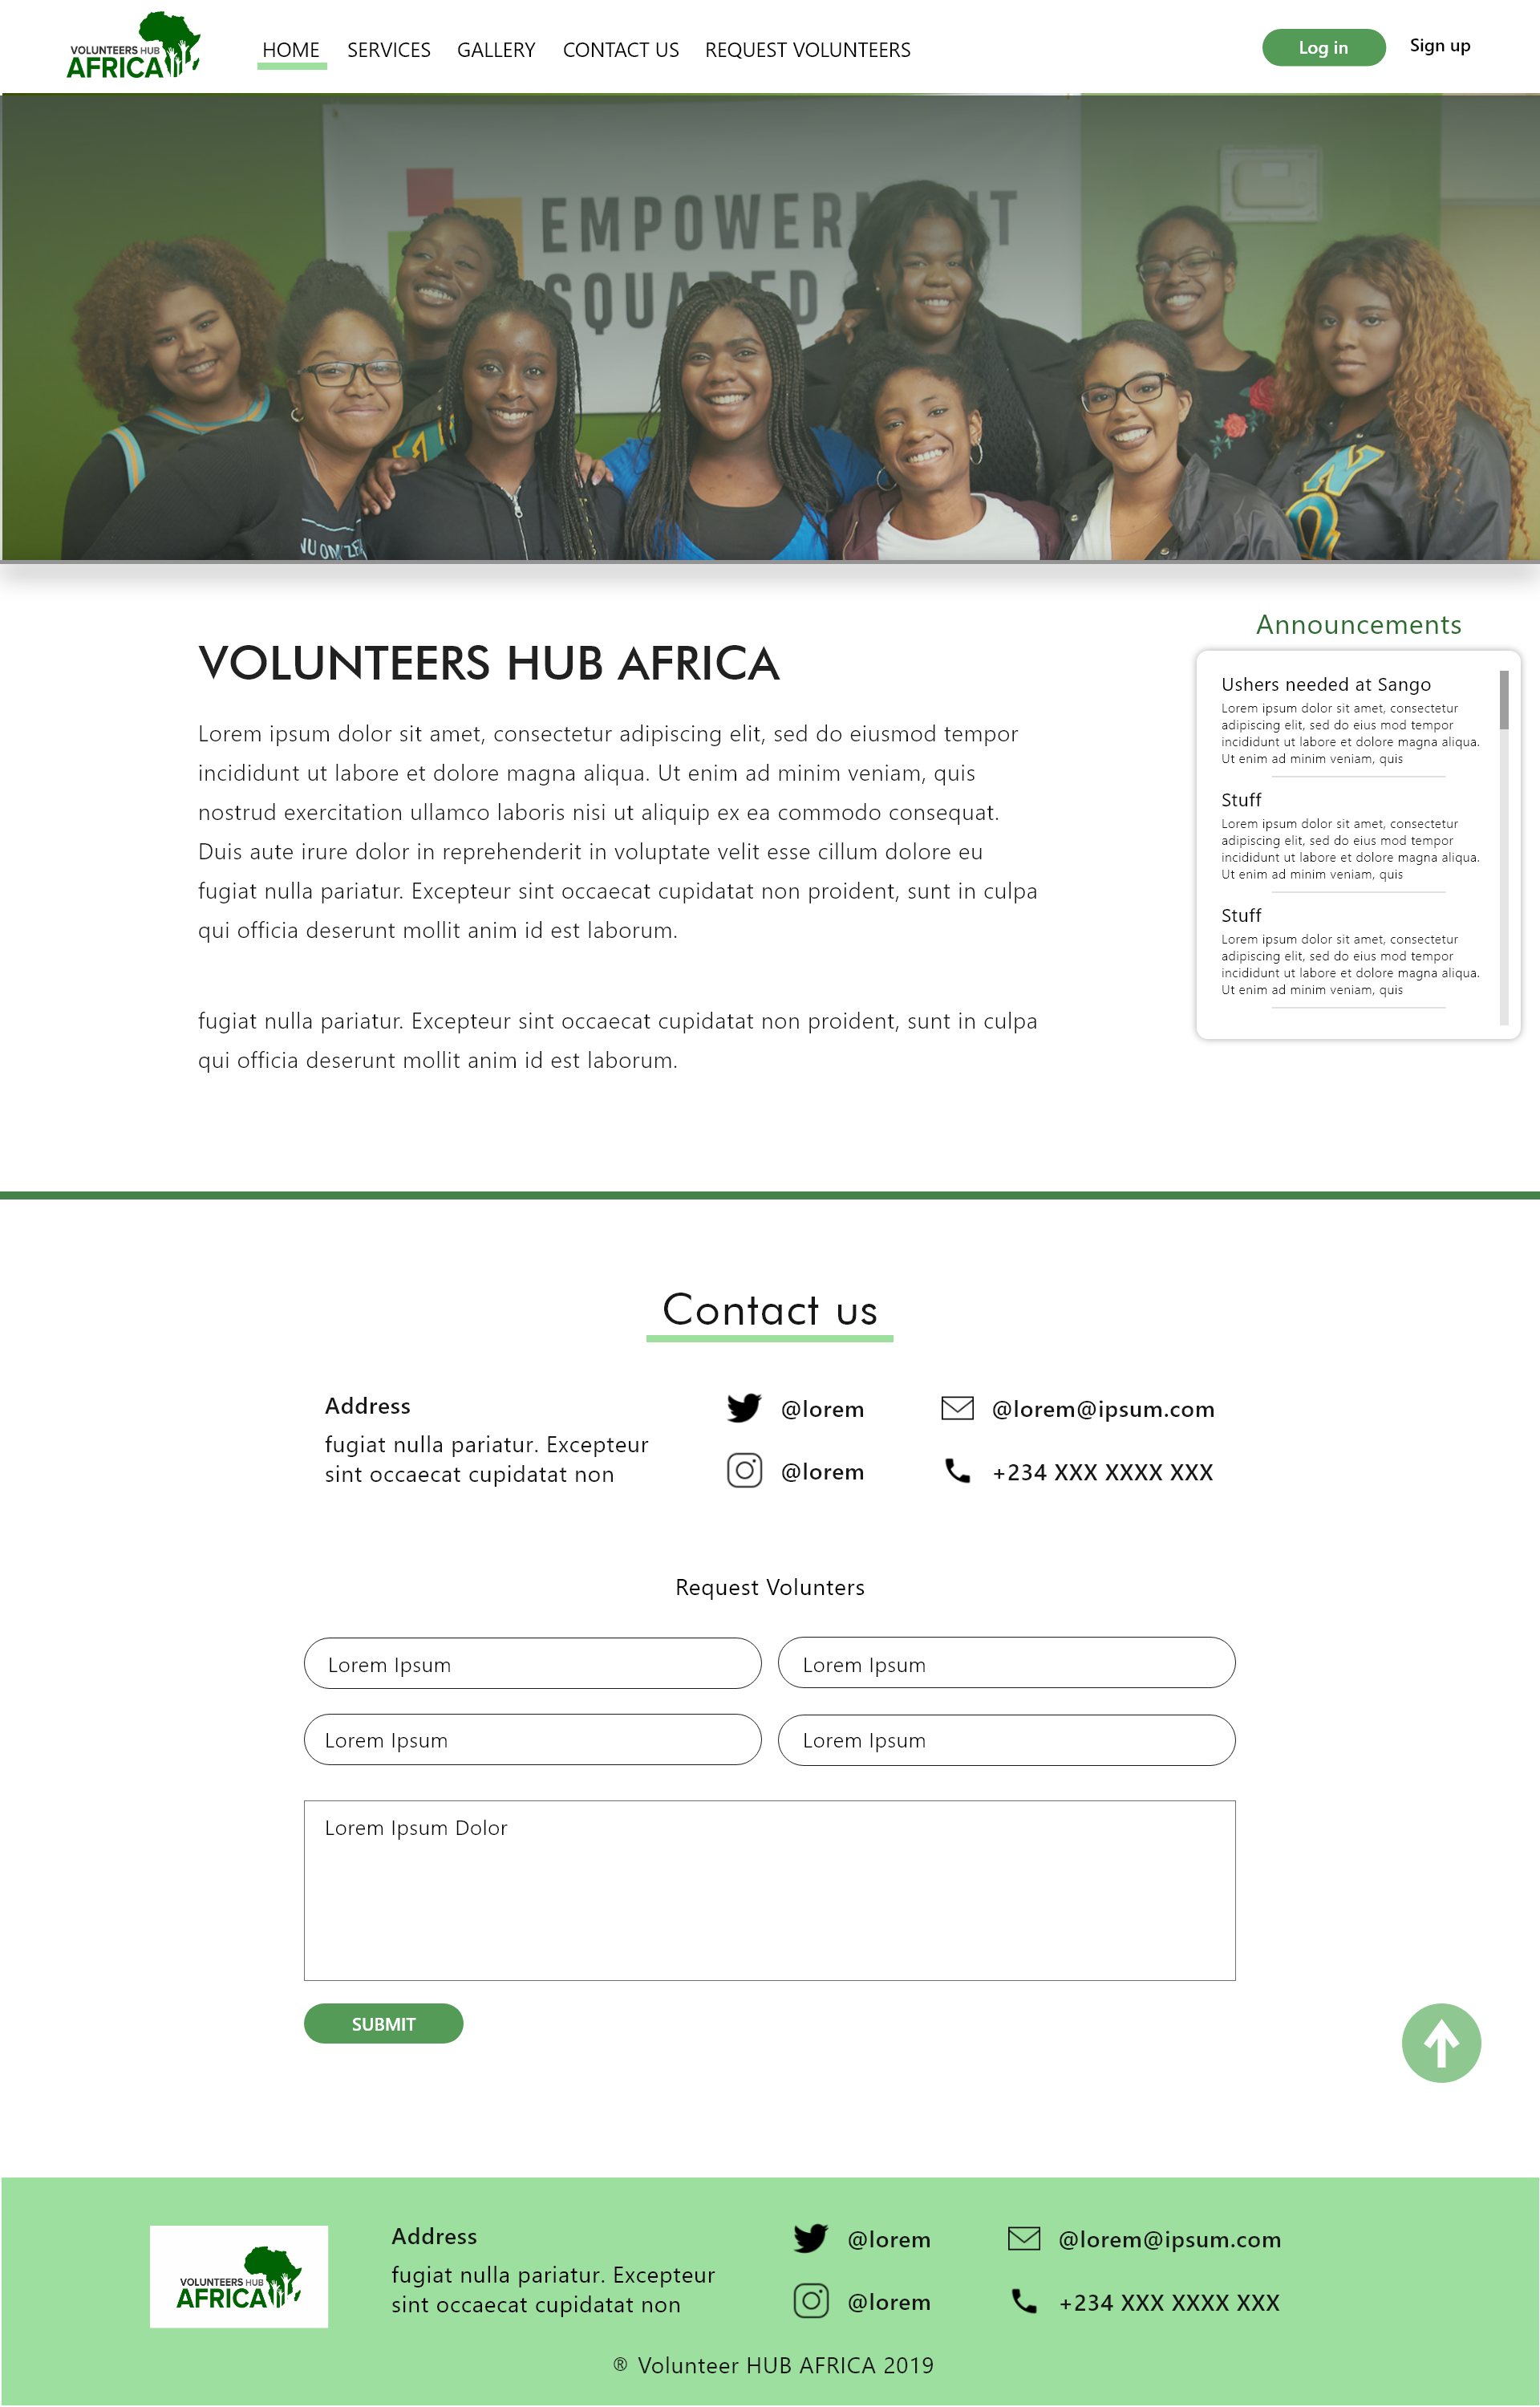 VOLUNTEERS HUB
AFRICA
HOME SERVICES GALLERY CONTACT US REQUEST VOLUNTEERS
Log in Sign up
EMPOWERM NT
SQUARED
VOLUNTEERS HUB AFRICA
Lorem ipsum dolor sit amet, consectetur adipiscing elit, sed do eiusmod tempor
incididunt ut labore et dolore magna aliqua. Ut enim ad minim veniam, quis
nostrud exercitation ullamco laboris nisi ut aliquip ex ea commodo consequat.
Duis aute irure dolor in reprehenderit in voluptate velit esse cillum dolore eu
fugiat nulla pariatur. Excepteur sint occaecat cupidatat non proident, sunt in culpa
qui officia deserunt mollit anim id est laborum.
fugiat nulla pariatur. Excepteur sint occaecat cupidatat non proident, sunt in culpa
qui officia deserunt mollit anim id est laborum.
Announcements
Ushers needed at Sango
Lorem ipsum dolor sit amet, consectetur
adipiscing elit, sed do eius mod tempor
incididunt ut labore et dolore magna aliqua.
Ut enim ad minim veniam, quis
Stuff
Lorem ipsum dolor sit amet, consectetur
adipiscing elit, sed do eius mod tempor
incididunt ut labore et dolore magna aliqua.
Ut enim ad minim veniam, quis
Stuff
Lorem ipsum dolor sit amet, consectetur
adipiscing elit, sed do eius mod tempor
incididunt ut labore et dolore magna aliqua.
Ut enim ad minim veniam, quis
Contact us
Address
fugiat nulla pariatur. Excepteur
sint occaecat cupidatat non
@lorem
@lorem
@lorem@ipsum.com
+234 XXX XXXX XXX
Request Volunters
Lorem Ipsum
Lorem Ipsum
Lorem Ipsum
Lorem Ipsum
Lorem Ipsum Dolor
SUBMIT
VOLUNTEERS HUB
AFRICA
Address
fugiat nulla pariatur. Excepteur
sint occaecat cupidatat non
@lorem
@lorem
@lorem@ipsum.com
+234 XXX XXXX XXX
® Volunteer HUB AFRICA 2019